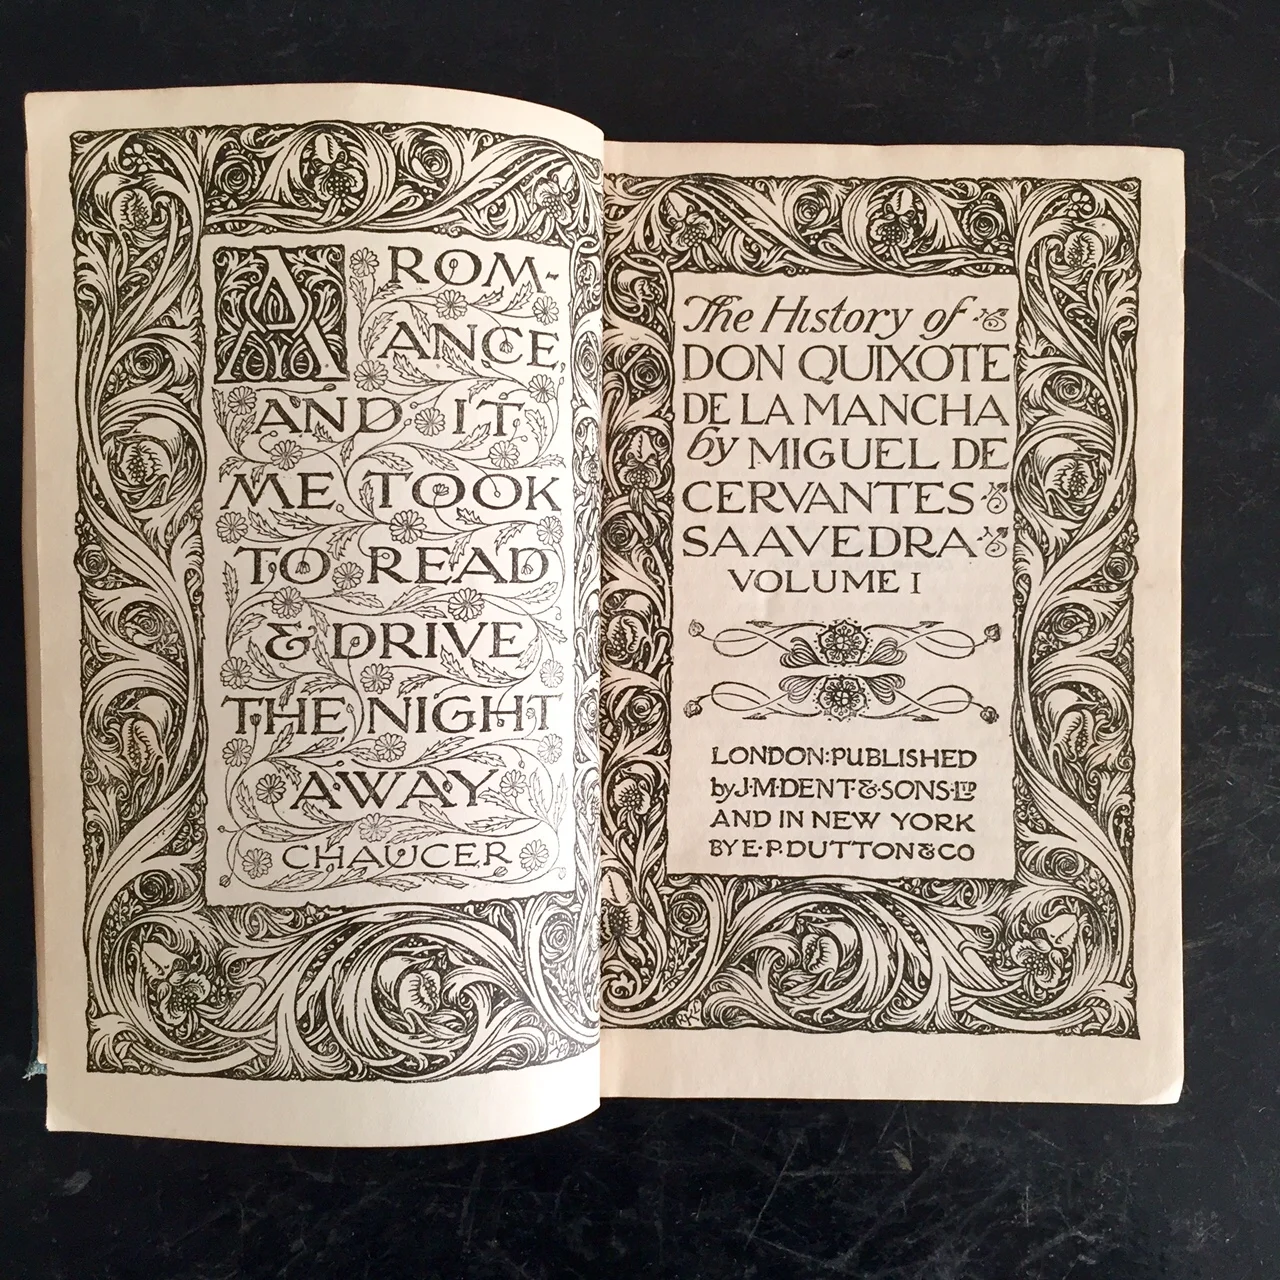 A ROM-
ANCE,
AND IT
ME TOOK
TO READ
& DRIVE
THE NIGHT
AWAY
CHAUCER
The History of
DON QUIXOTE
DE LA MANCHA
by MIGUEL DE
CERVANTES
SAAVEDRA
VOLUME I
LONDON: PUBLISHED
by J·M·DENT·&·SONS·LTD
AND IN NEW YORK
BY E·P·DUTTON & CO